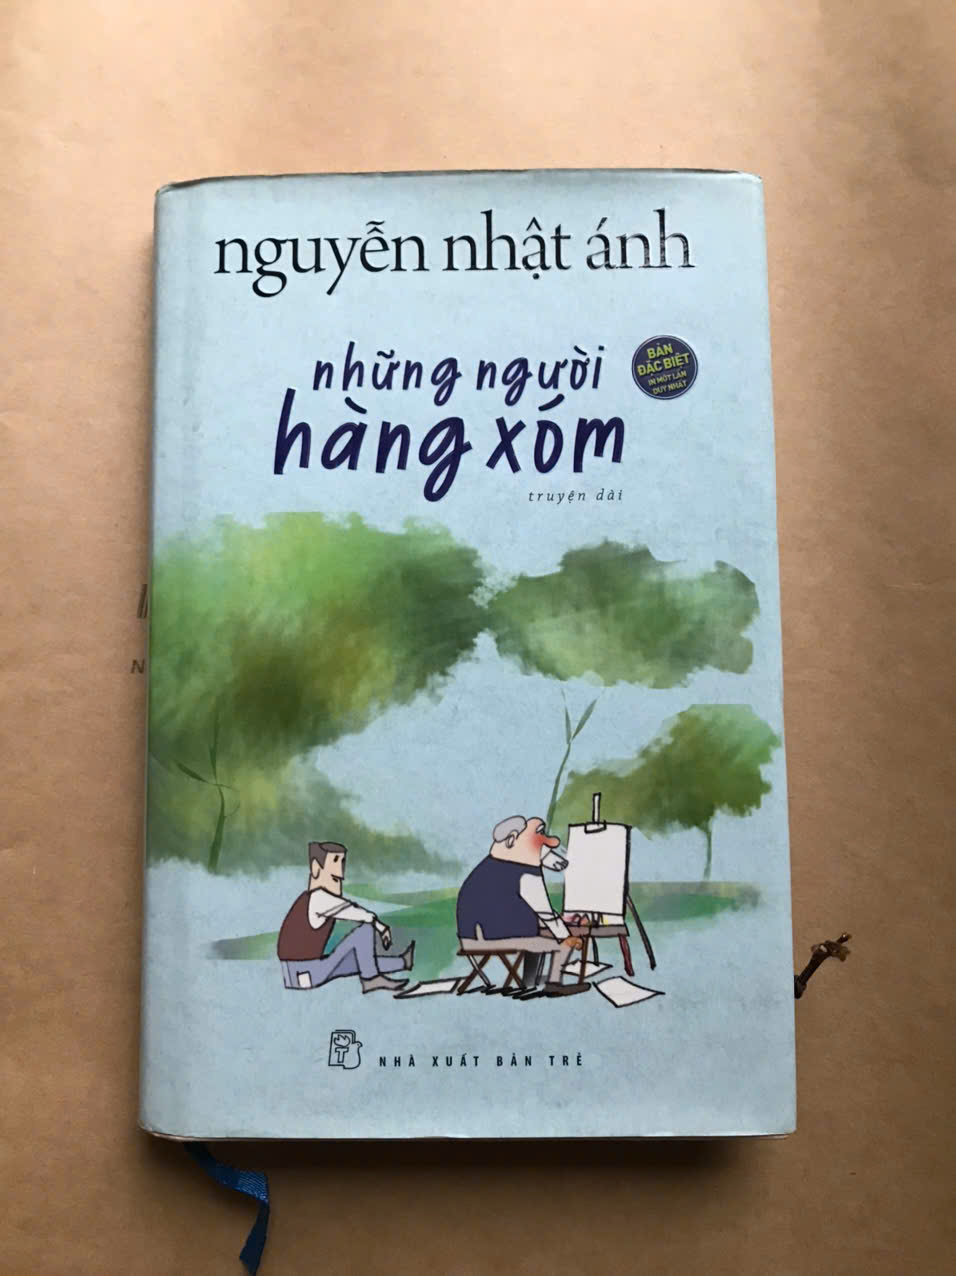 nguyễn nhật ánh
những người
hàng xóm
BẢN
ĐẶC BIỆT
IN MỘT LẦN
DUY NHẤT
truyện dài
N
T
NHÀ XUẤT BẢN TRẺ